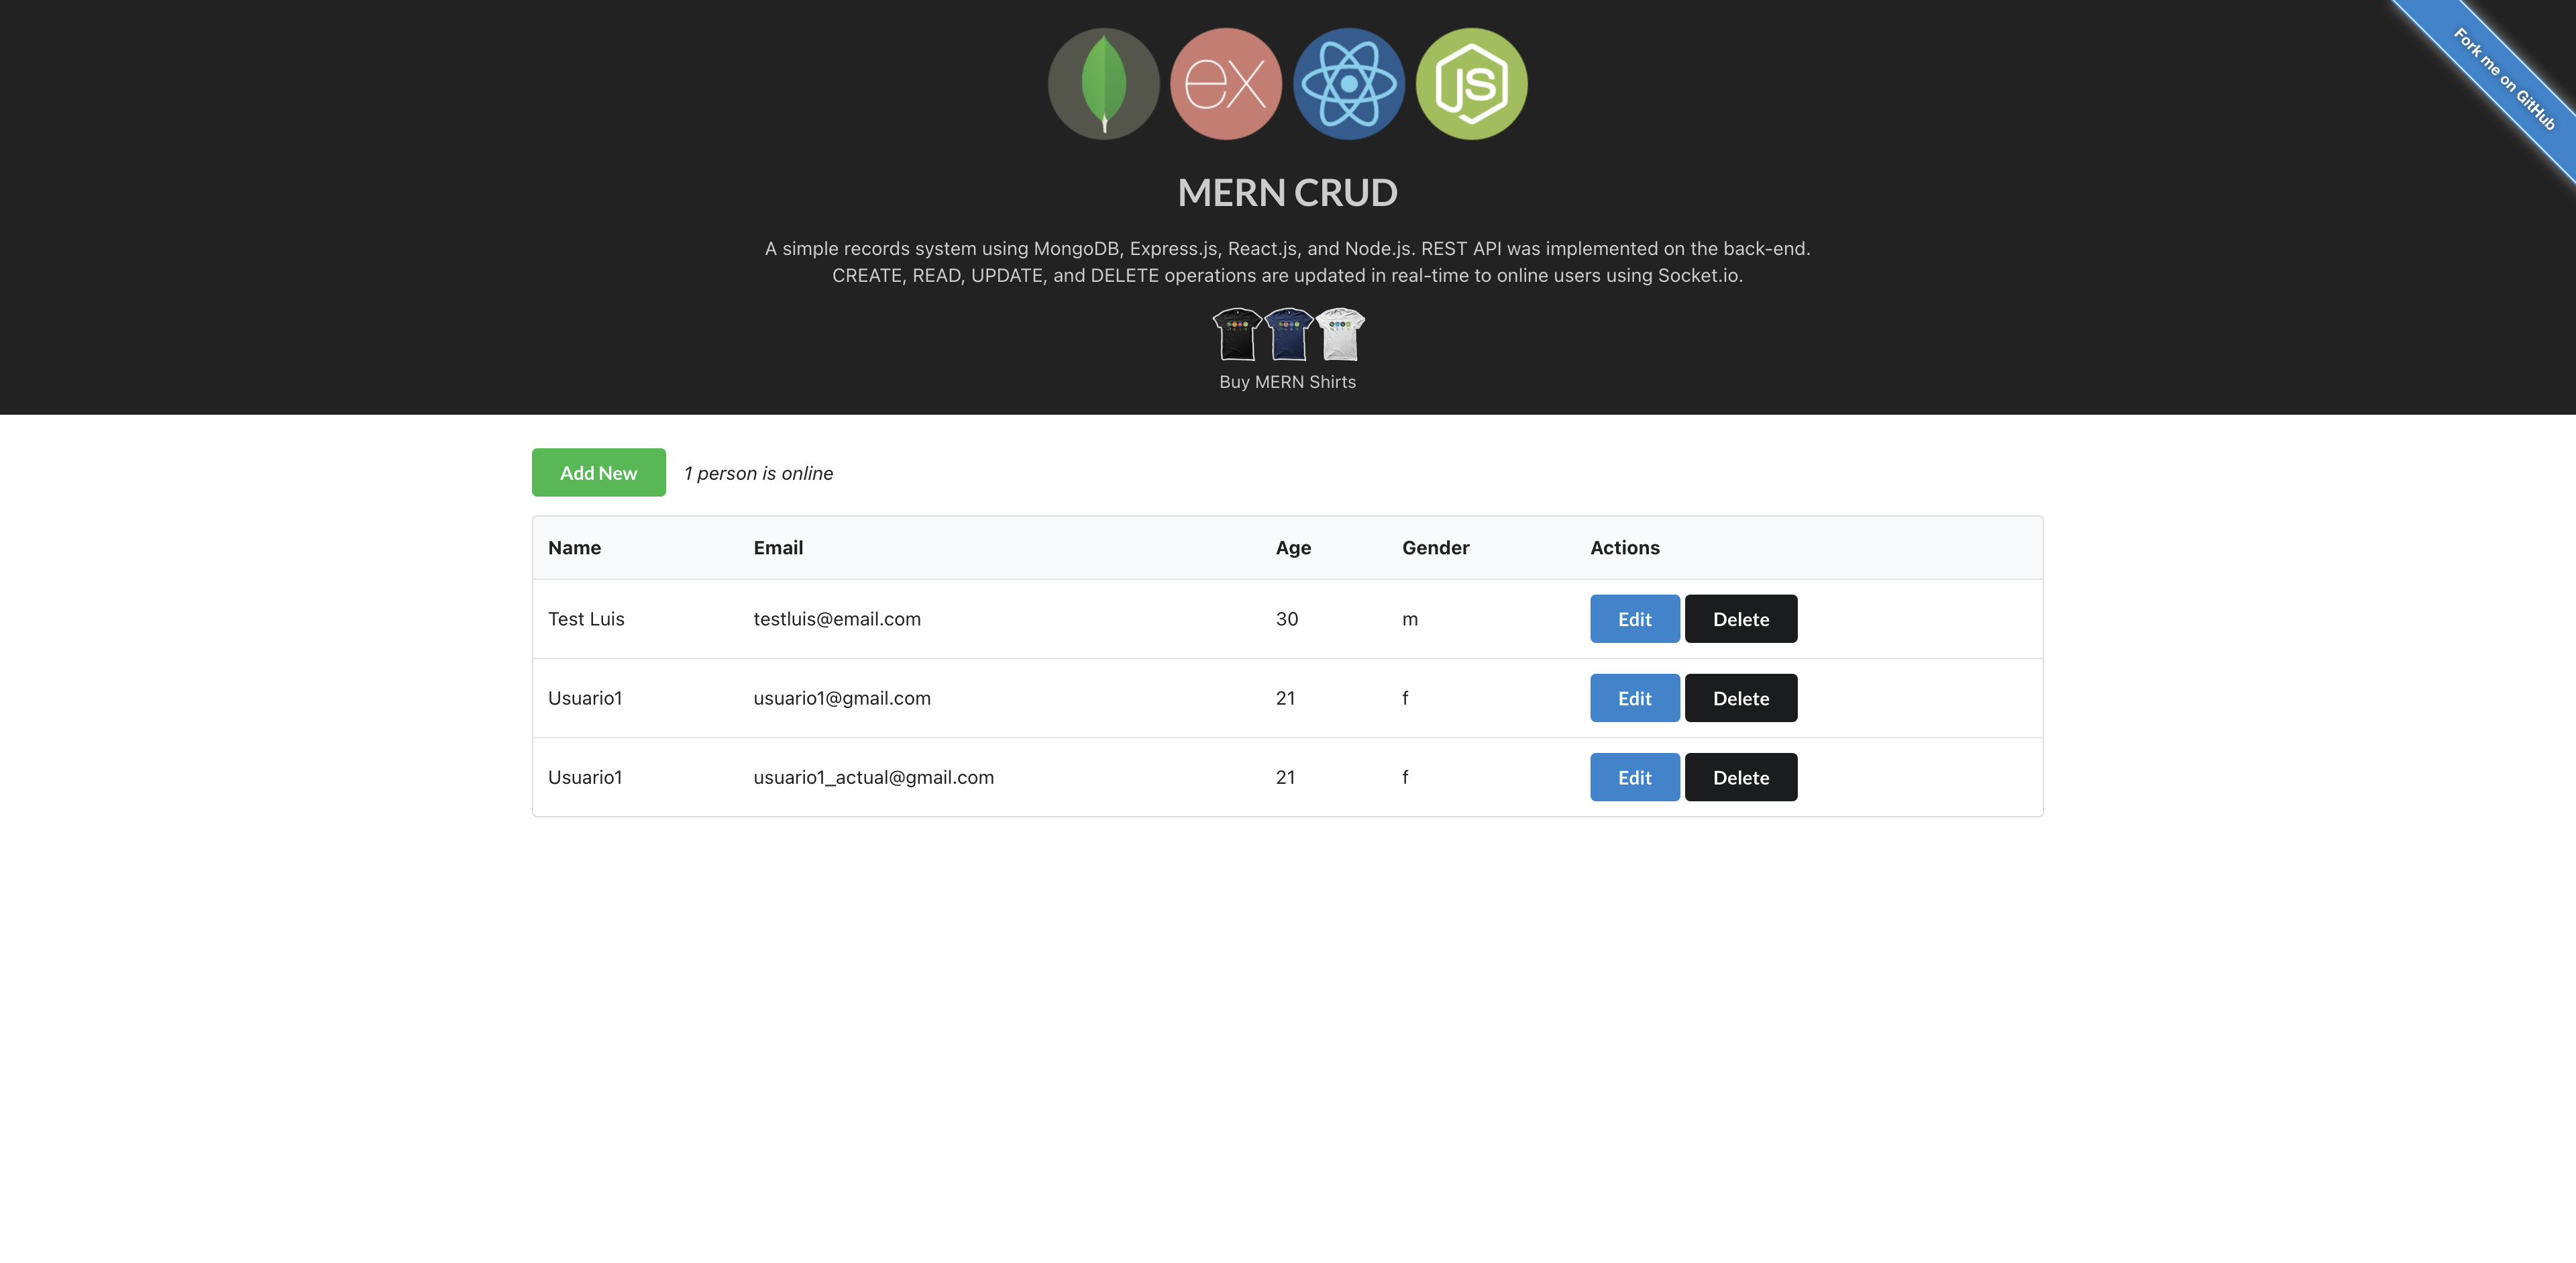 ex
JS
Fork me on GitHub
MERN CRUD
A simple records system using MongoDB, Express.js, React.js, and Node.js. REST API was implemented on the back-end.
CREATE, READ, UPDATE, and DELETE operations are updated in real-time to online users using Socket.io.
Buy MERN Shirts
Add New 1 person is online
Name Email Age Gender Actions
Test Luis testluis@email.com 30 m Edit Delete
Usuario1 usuario1@gmail.com 21 f Edit Delete
Usuario1 usuario1_actual@gmail.com 21 f Edit Delete